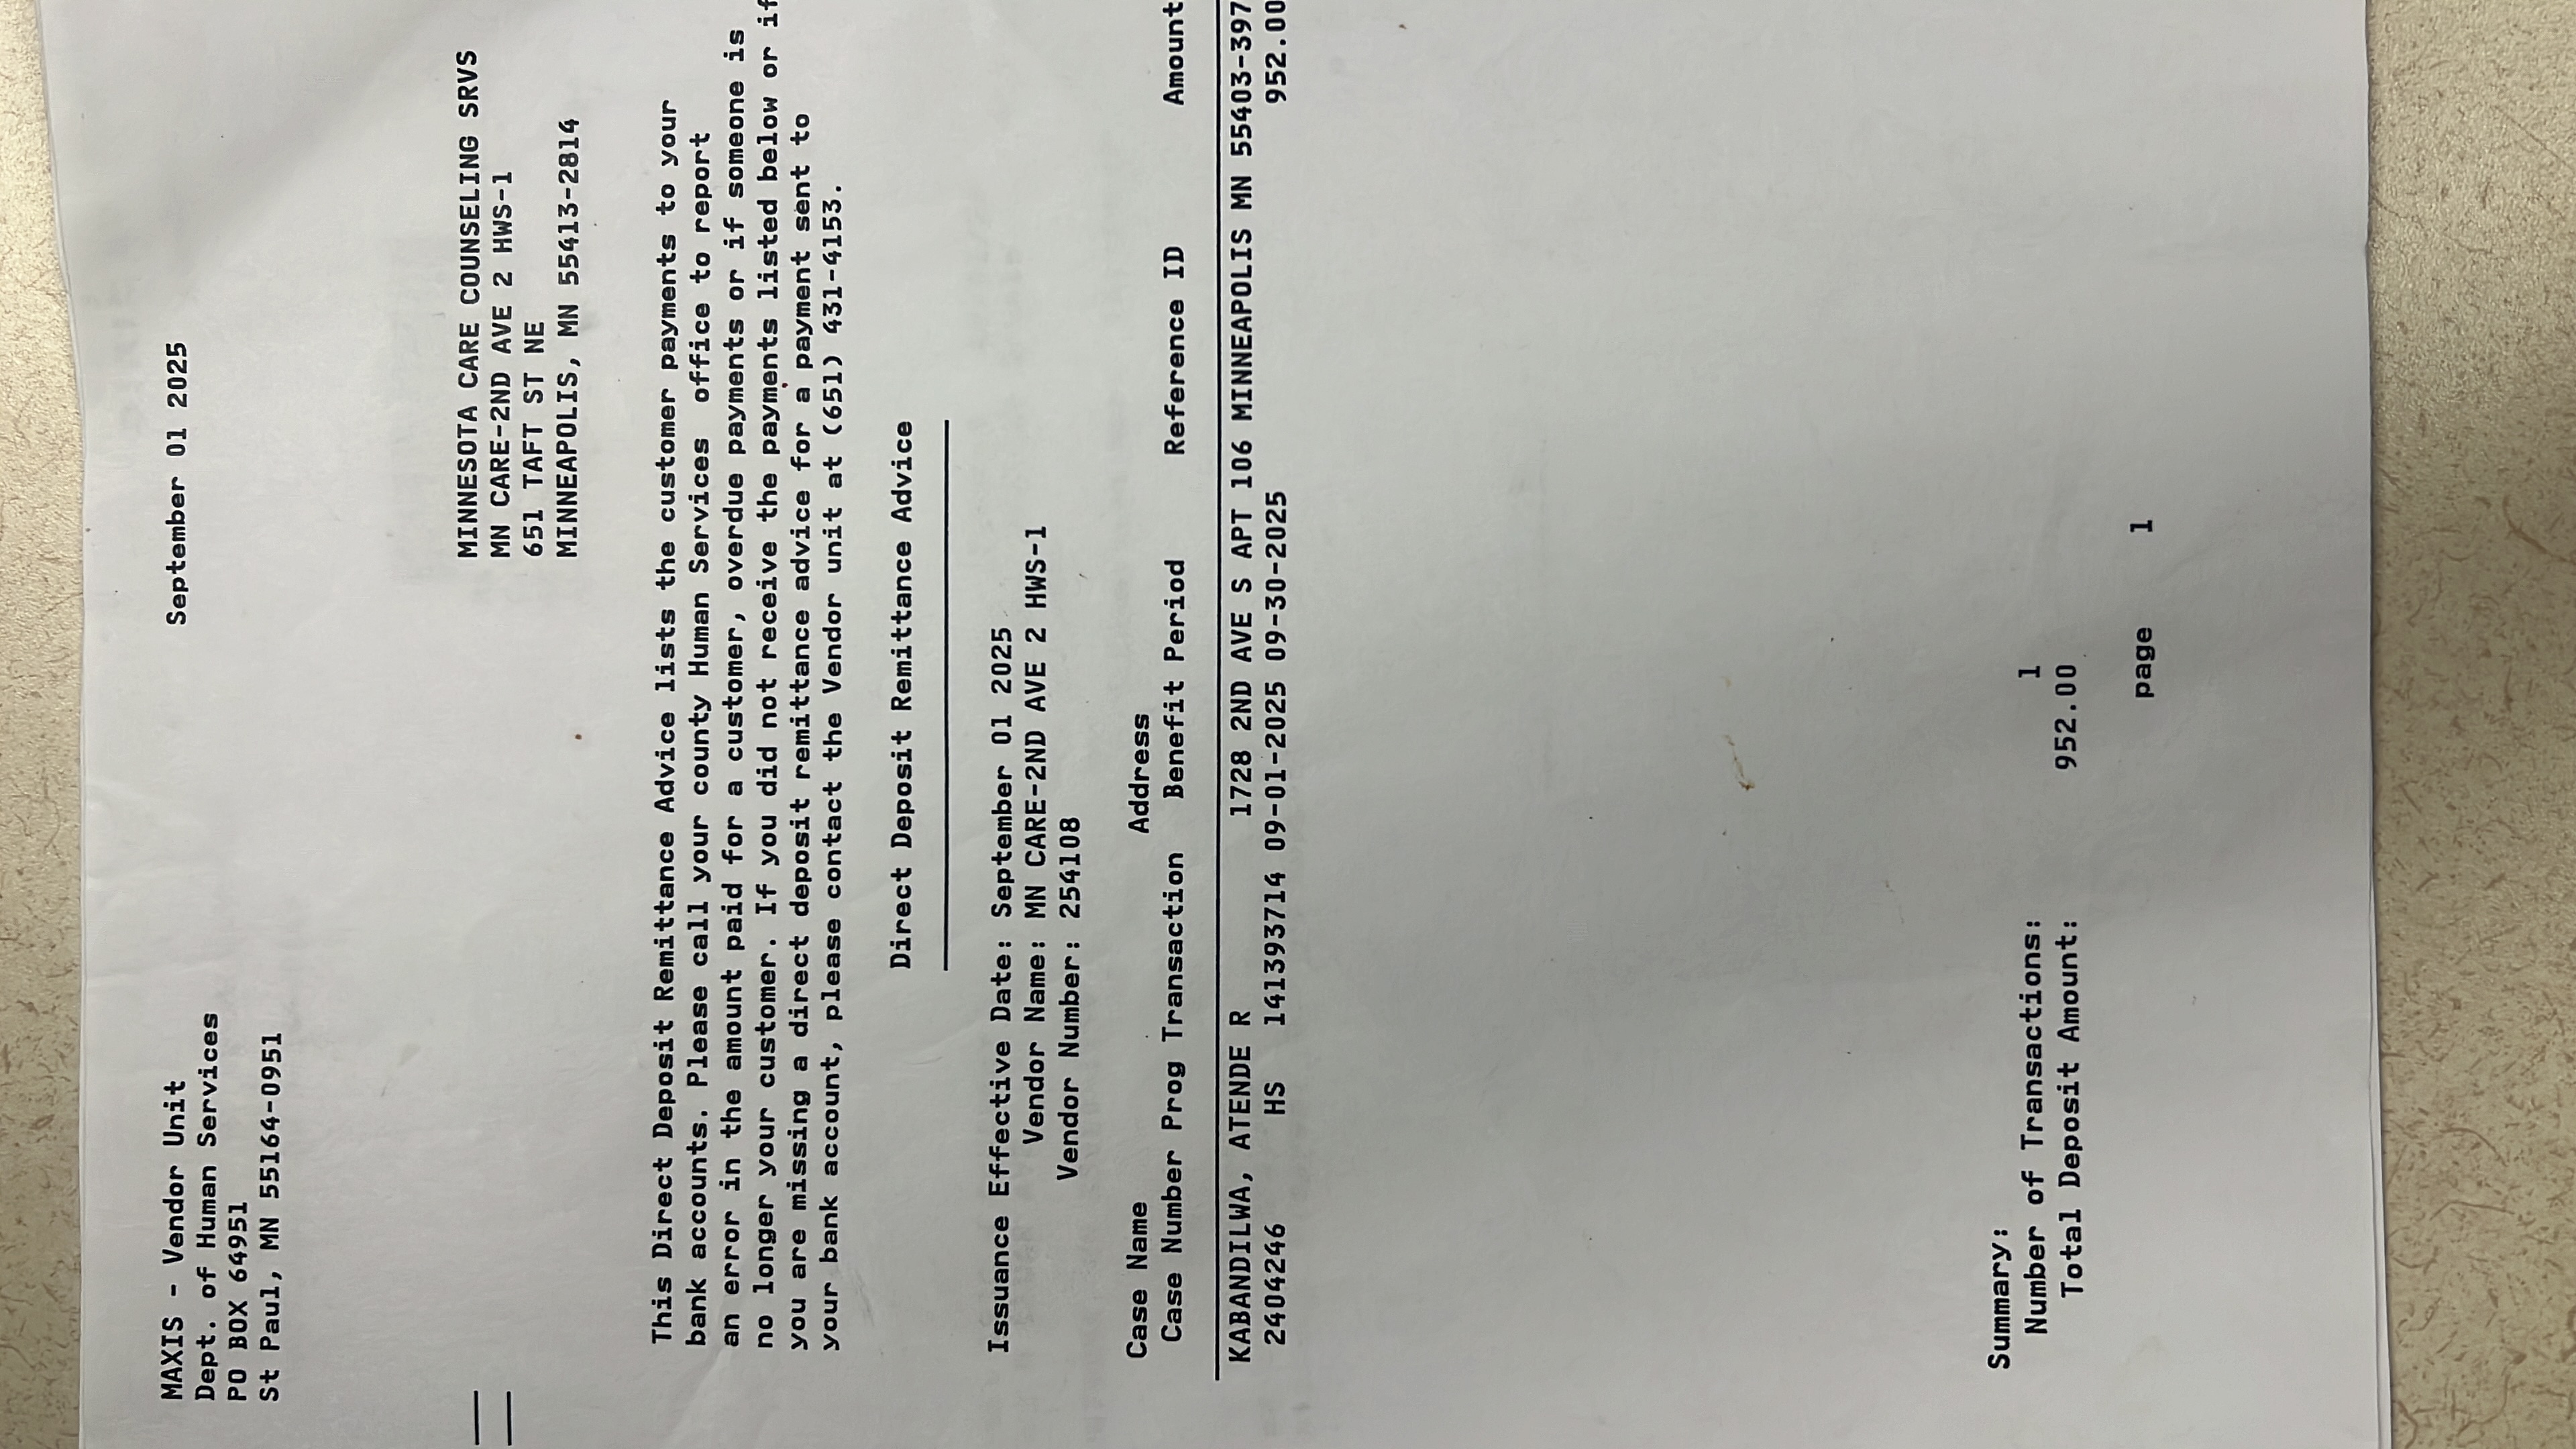 MAXIS - Vendor Unit September 01 2025
Dept. of Human Services
PO BOX 64951
St Paul, MN 55164-0951
MINNESOTA CARE COUNSELING SRVS
MN CARE-2ND AVE 2 HWS-1
651 TAFT ST NE
MINNEAPOLIS, MN 55413-2814
This Direct Deposit Remittance Advice lists the customer payments to your
bank accounts. Please call your county Human Services office to report
an error in the amount paid for a customer, overdue payments or if someone is
no longer your customer. If you did not receive the payments listed below or if
you are missing a direct deposit remittance advice for a payment sent to
your bank account, please contact the Vendor unit at (651) 431-4153.
Direct Deposit Remittance Advice
Issuance Effective Date: September 01 2025
Vendor Name: MN CARE-2ND AVE 2 HWS-1
Vendor Number: 254108
Case Name Address
Case Number Prog Transaction Benefit Period Reference ID Amount
KABANDILWA, ATENDE R 1728 2ND AVE S APT 106 MINNEAPOLIS MN 55403-397
2404246 HS 141393714 09-01-2025 09-30-2025 952.00
Summary:
Number of Transactions: 1
Total Deposit Amount: 952.00
page 1